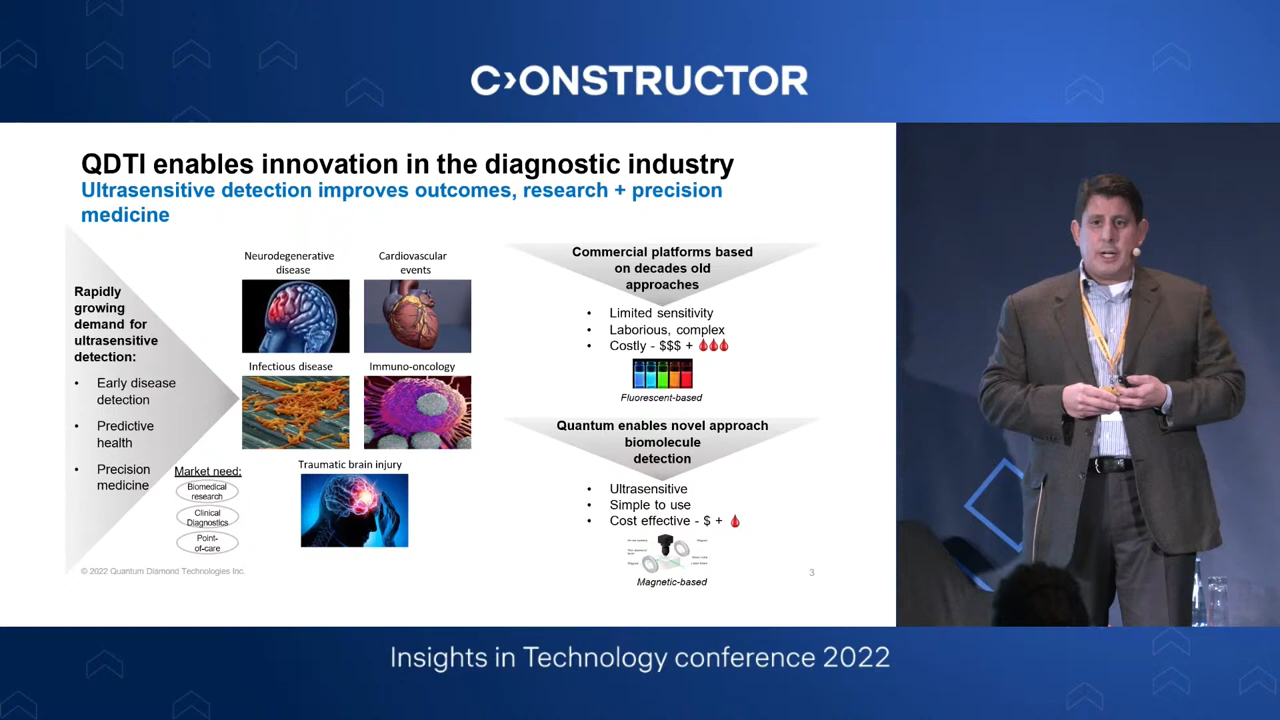 C›ONSTRUCTOR
QDTI enables innovation in the diagnostic industry
Ultrasensitive detection improves outcomes, research + precision
medicine
Rapidly
growing
demand for
ultrasensitive
detection:
• Early disease
detection
• Predictive
health
• Precision
medicine
Market need:
Biomedical
research
Clinical
Diagnostics
Point-
of-care
Neurodegenerative
disease
Cardiovascular
events
Infectious disease
Immuno-oncology
Traumatic brain injury
Commercial platforms based
on decades old
approaches
• Limited sensitivity
• Laborious, complex
• Costly - $$$ +
Fluorescent-based
Quantum enables novel approach
biomolecule
detection
• Ultrasensitive
• Simple to use
• Cost effective - $ +
Magnetic-based
© 2022 Quantum Diamond Technologies Inc.
3
Insights in Technology conference 2022